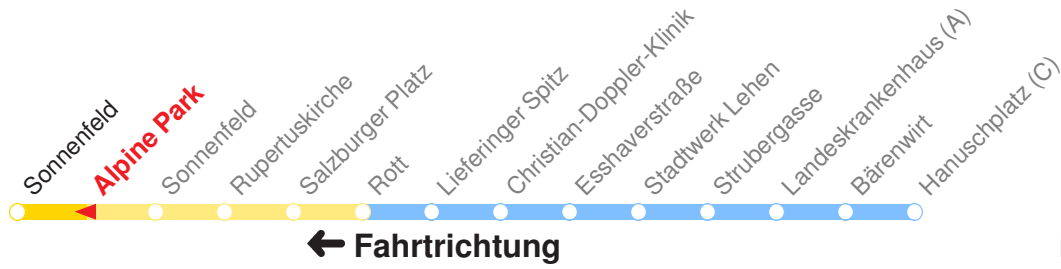 Sonnenfeld
Alpine Park
Sonnenfeld
Rupertuskirche
Salzburger Platz
Rott
Lieferinger Spitz
Christian-Doppler-Klinik
Esshaverstraße
Stadtwerk Lehen
Strubergasse
Landeskrankenhaus (A)
Bärenwirt
Hanuschplatz (C)
Fahrtrichtung